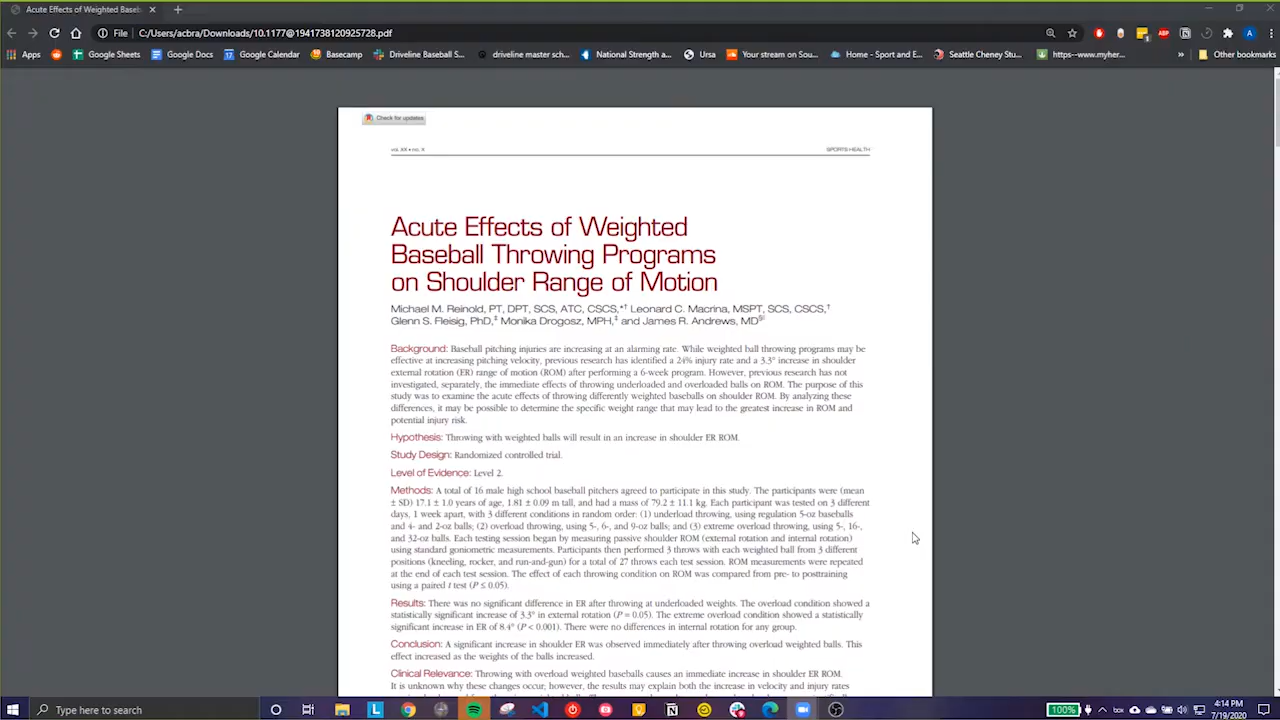 Acute Effects of Weighted Baseb
File C:/Users/acbra/Downloads/10.1177@1941738120925728.pdf
Apps Google Sheets Google Docs Google Calendar Basecamp Driveline Baseball S... driveline master sch... National Strength a... Ursa Your stream on Sou... Home - Sport and E... Seattle Cheney Stu... https--www.myher... » Other bookmarks
Check for updates
vol. XX • no. X SPORTS HEALTH
Acute Effects of Weighted
Baseball Throwing Programs
on Shoulder Range of Motion
Michael M. Reinold, PT, DPT, SCS, ATC, CSCS,*† Leonard C. Macrina, MSPT, SCS, CSCS,†
Glenn S. Fleisig, PhD,‡ Monika Drogosz, MPH,‡ and James R. Andrews, MD
Background: Baseball pitching injuries are increasing at an alarming rate. While weighted ball throwing programs may be
effective at increasing pitching velocity, previous research has identified a 24% injury rate and a 3.3° increase in shoulder
external rotation (ER) range of motion (ROM) after performing a 6-week program. However, previous research has not
investigated, separately, the immediate effects of throwing underloaded and overloaded balls on ROM. The purpose of this
study was to examine the acute effects of throwing differently weighted baseballs on shoulder ROM. By analyzing these
differences, it may be possible to determine the specific weight range that may lead to the greatest increase in ROM and
potential injury risk.
Hypothesis: Throwing with weighted balls will result in an increase in shoulder ER ROM.
Study Design: Randomized controlled trial.
Level of Evidence: Level 2.
Methods: A total of 16 male high school baseball pitchers agreed to participate in this study. The participants were (mean
± SD) 17.1 ± 1.0 years of age, 1.81 ± 0.09 m tall, and had a mass of 79.2 ± 11.1 kg. Each participant was tested on 3 different
days, 1 week apart, with 3 different conditions in random order: (1) underload throwing, using regulation 5-oz baseballs
and 4- and 2-oz balls; (2) overload throwing, using 5-, 6-, and 9-oz balls; and (3) extreme overload throwing, using 5-, 16-,
and 32-oz balls. Each testing session began by measuring passive shoulder ROM (external rotation and internal rotation)
using standard goniometric measurements. Participants then performed 3 throws with each weighted ball from 3 different
positions (kneeling, rocker, and run-and-gun) for a total of 27 throws each test session. ROM measurements were repeated
at the end of each test session. The effect of each throwing condition on ROM was compared from pre- to posttraining
using a paired t test (P ≤ 0.05).
Results: There was no significant difference in ER after throwing at underloaded weights. The overload condition showed a
statistically significant increase of 3.3° in external rotation (P = 0.05). The extreme overload condition showed a statistically
significant increase in ER of 8.4° (P < 0.001). There were no differences in internal rotation for any group.
Conclusion: A significant increase in shoulder ER was observed immediately after throwing overload weighted balls. This
effect increased as the weights of the balls increased.
Clinical Relevance: Throwing with overload weighted baseballs causes an immediate increase in shoulder ER ROM.
It is unknown why these changes occur; however, the results may explain both the increase in velocity and injury rates
Type here to search
100%
4:14 PM
7/19/2020